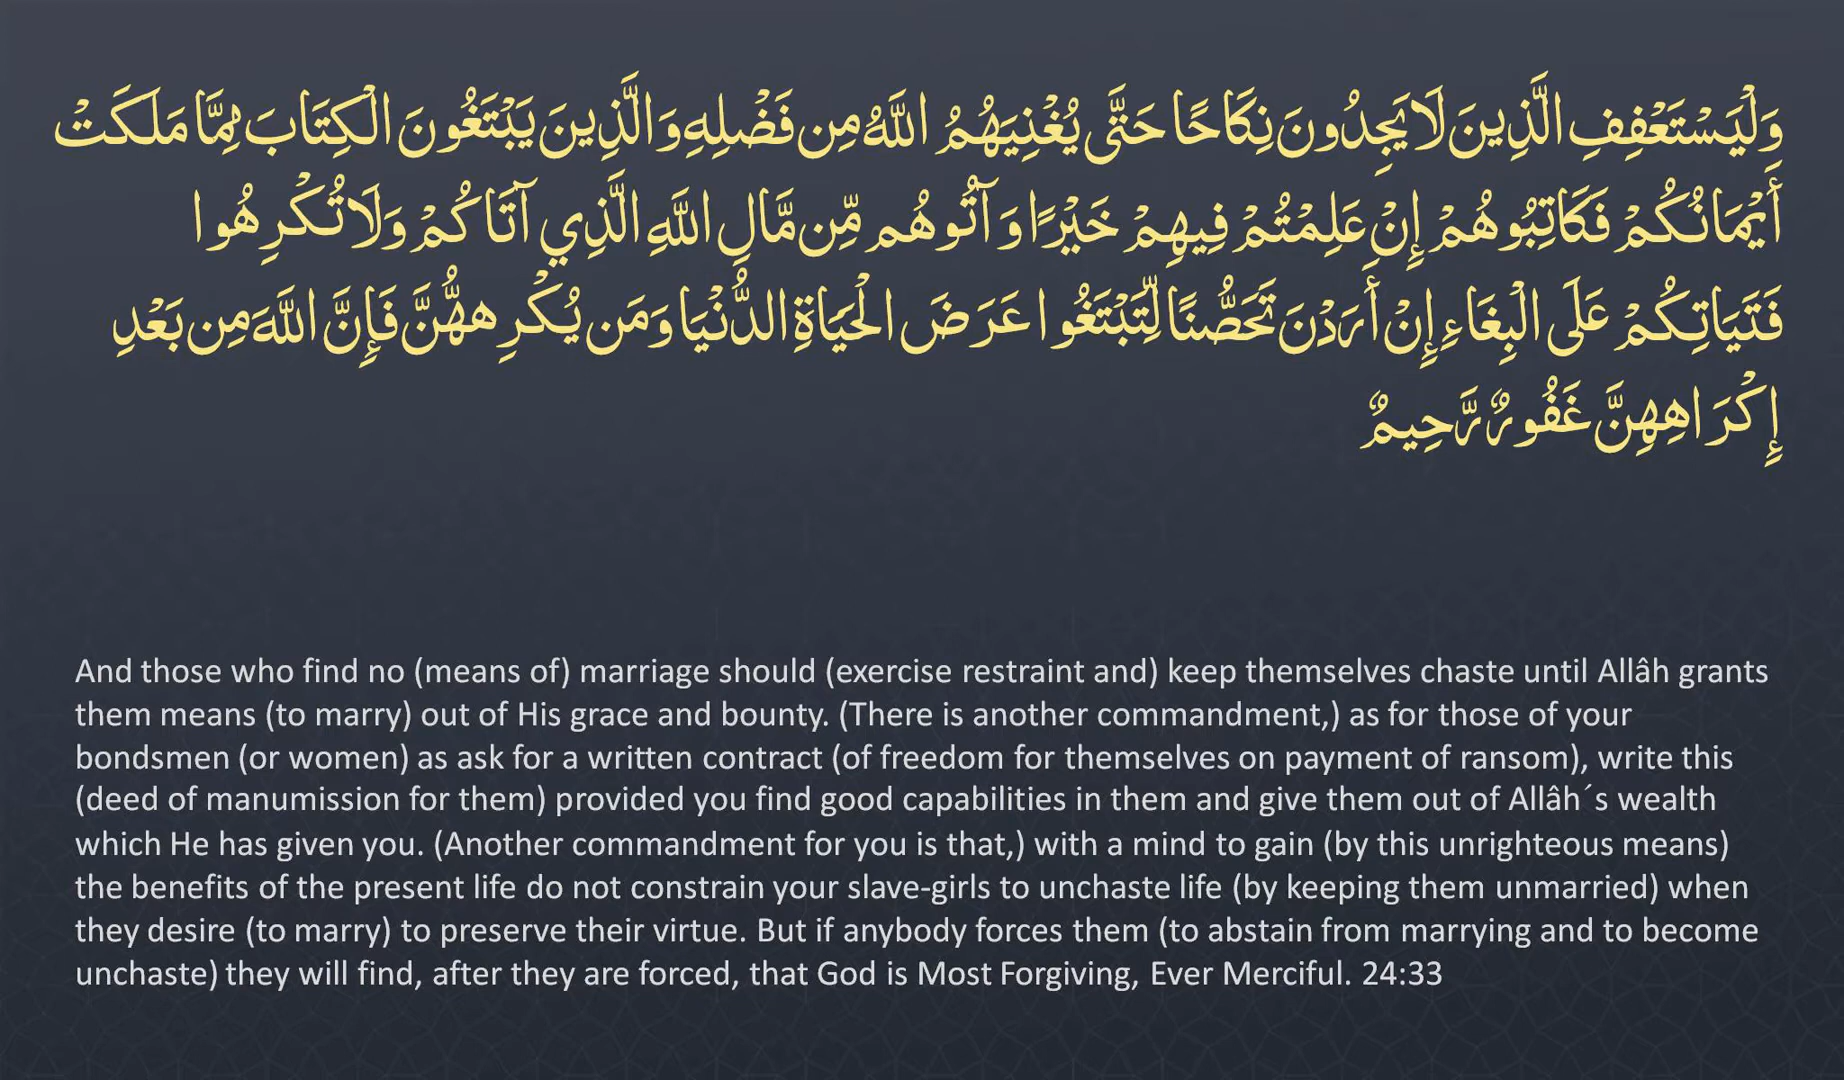 وَلْيَسْتَعْفِفِ الَّذِينَ لَا يَجِدُونَ نِكَاحًا حَتَّى يُغْنِيَهُمُ اللَّهُ مِن فَضْلِهِ وَالَّذِينَ يَبْتَغُونَ الْكِتَابَ مِمَّا مَلَكَتْ
أَيْمَانُكُمْ فَكَاتِبُوهُمْ إِنْ عَلِمْتُمْ فِيهِمْ خَيْرًا وَآتُوهُم مِّن مَّالِ اللَّهِ الَّذِي آتَاكُمْ وَلَا تُكْرِهُوا
فَتَيَاتِكُمْ عَلَى الْبِغَاءِ إِنْ أَرَدْنَ تَحَصُّنًا لِّتَبْتَغُوا عَرَضَ الْحَيَاةِ الدُّنْيَا وَمَن يُكْرِههُّنَّ فَإِنَّ اللَّهَ مِن بَعْدِ
إِكْرَاهِهِنَّ غَفُورٌ رَّحِيمٌ
And those who find no (means of) marriage should (exercise restraint and) keep themselves chaste until Allâh grants
them means (to marry) out of His grace and bounty. (There is another commandment,) as for those of your
bondsmen (or women) as ask for a written contract (of freedom for themselves on payment of ransom), write this
(deed of manumission for them) provided you find good capabilities in them and give them out of Allâh´s wealth
which He has given you. (Another commandment for you is that,) with a mind to gain (by this unrighteous means)
the benefits of the present life do not constrain your slave-girls to unchaste life (by keeping them unmarried) when
they desire (to marry) to preserve their virtue. But if anybody forces them (to abstain from marrying and to become
unchaste) they will find, after they are forced, that God is Most Forgiving, Ever Merciful. 24:33